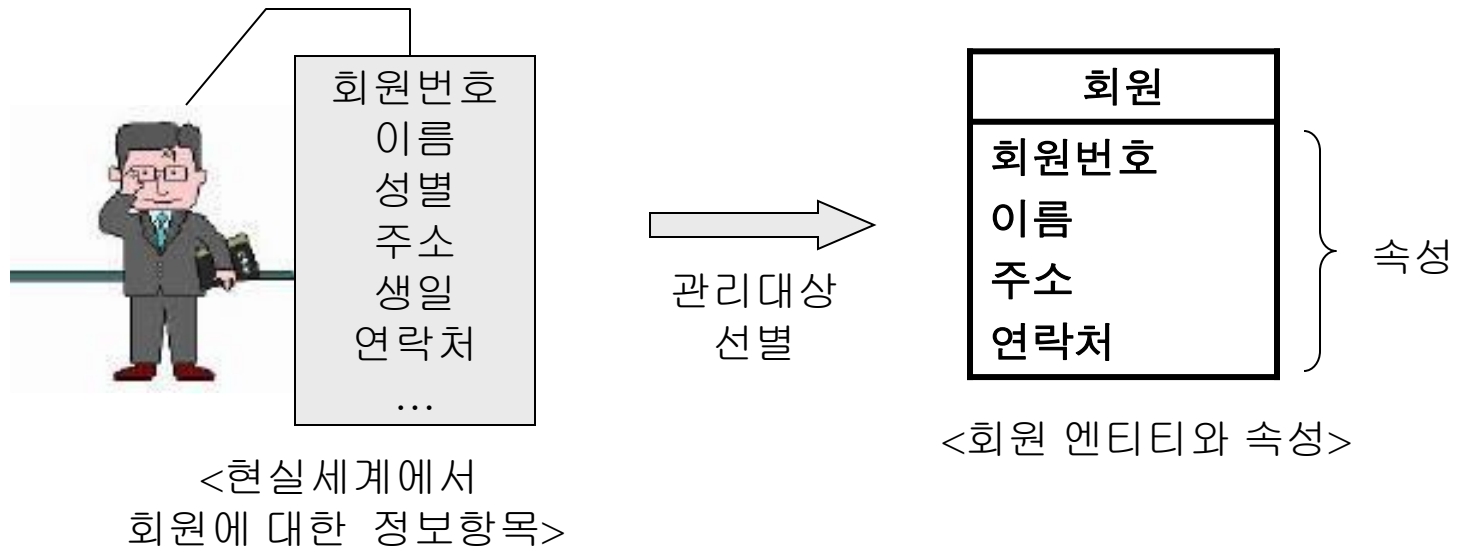 회원번호
이름
성별
주소
생일
연락처
...
<현실세계에서
회원에 대한 정보항목>
관리대상
선별
회원
회원번호
이름
주소
연락처
속성
<회원 엔티티와 속성>